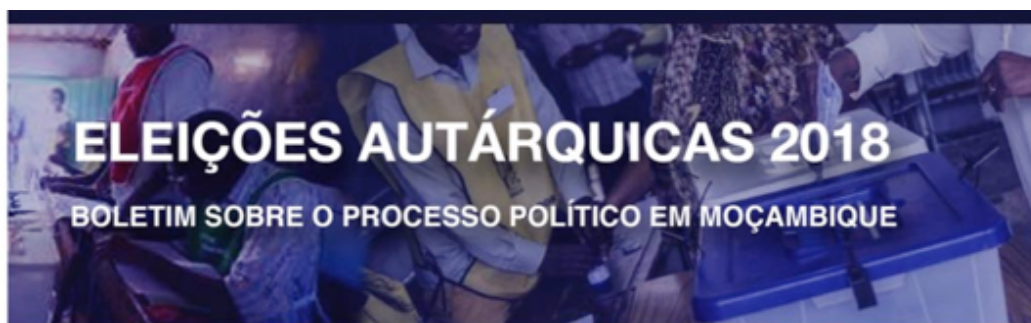 ELEIÇÕES AUTÁRQUICAS 2018
BOLETIM SOBRE O PROCESSO POLÍTICO EM MOÇAMBIQUE